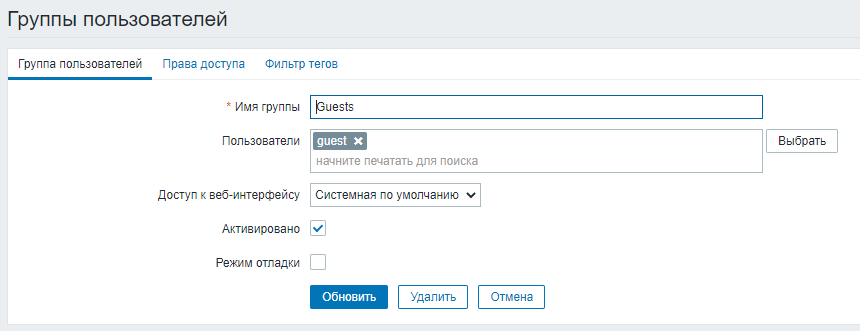 Группы пользователей
Группа пользователей Права доступа Фильтр тегов
* Имя группы Guests
Пользователи guest Выбрать
начните печатать для поиска
Доступ к веб-интерфейсу Системная по умолчанию
Активировано
Режим отладки
Обновить Удалить Отмена